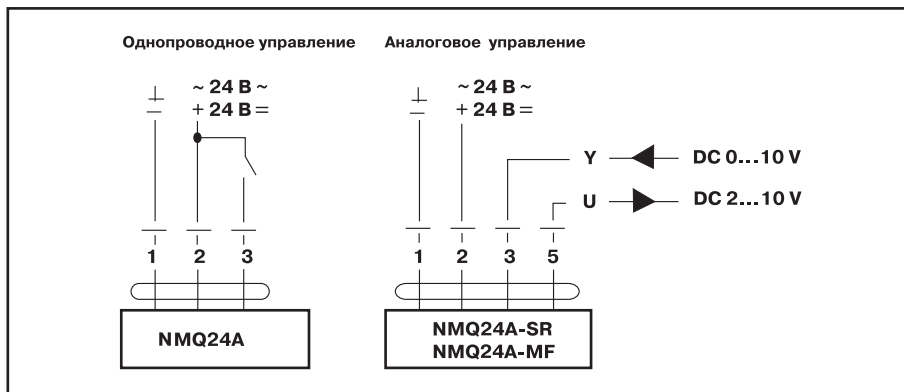 Однопроводное управление
~ 24 В ~
+ 24 В =
1 2 3
NMQ24A
Аналоговое управление
~ 24 В ~
+ 24 В =
Y DC 0...10 V
U DC 2...10 V
1 2 3 5
NMQ24A-SR
NMQ24A-MF